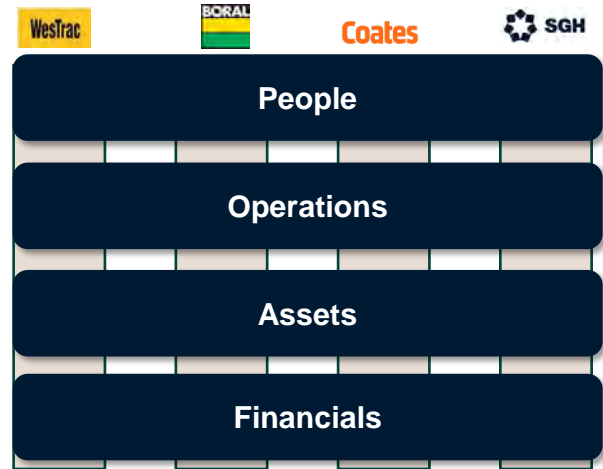 WesTrac
BORAL
Coates
SGH
People
Operations
Assets
Financials